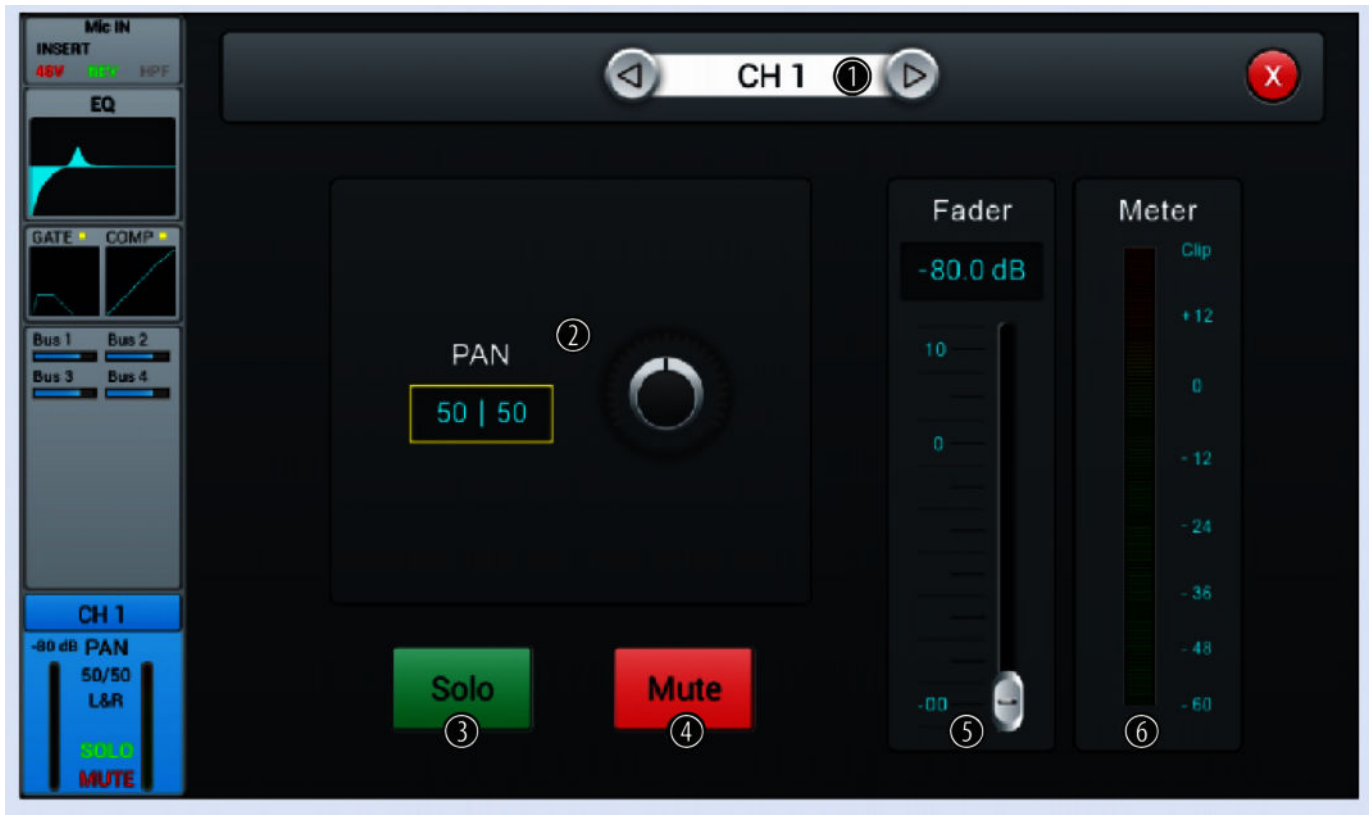 Mic IN
INSERT
48V HPF
EQ
GATE COMP
Bus 1 Bus 2
Bus 3 Bus 4
CH 1
-80 dB PAN
50/50
L&R
SOLO
MUTE
CH 1 ①
X
PAN ②
50 | 50
Solo
③
Mute
④
Fader
-80.0 dB
10
0
-00
⑤
Meter
Clip
+12
0
-12
-24
-36
-48
-60
⑥